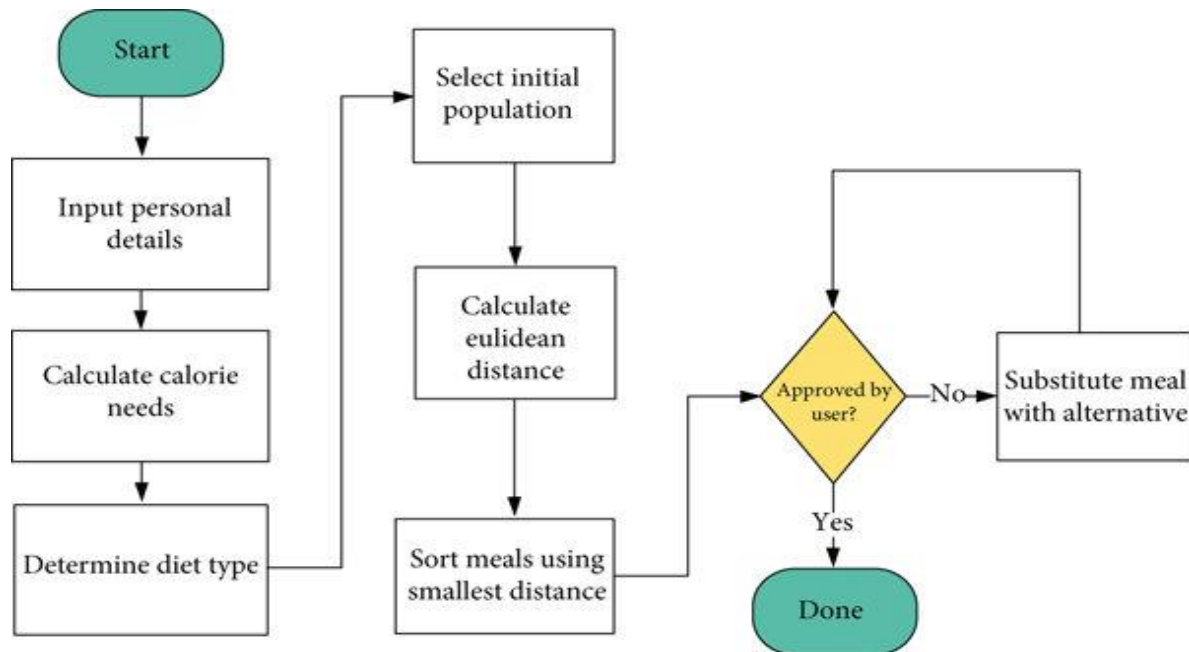 Start
Input personal
details
Calculate calorie
needs
Determine diet type
Select initial
population
Calculate
eulidean
distance
Sort meals using
smallest distance
Approved by
user?
No
Substitute meal
with alternative
Yes
Done